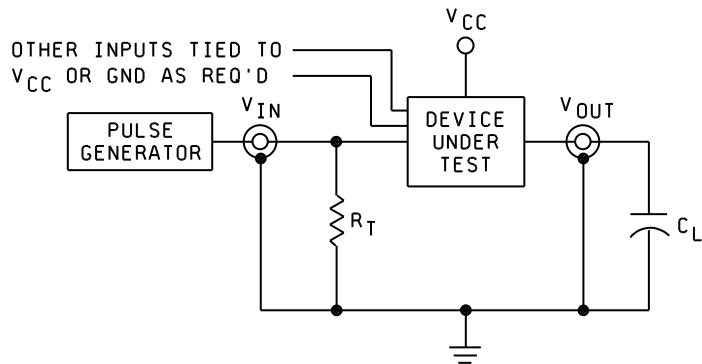 VCC
OTHER INPUTS TIED TO
VCC OR GND AS REQ'D
VIN
VOUT
PULSE
GENERATOR
DEVICE
UNDER
TEST
RT
CL